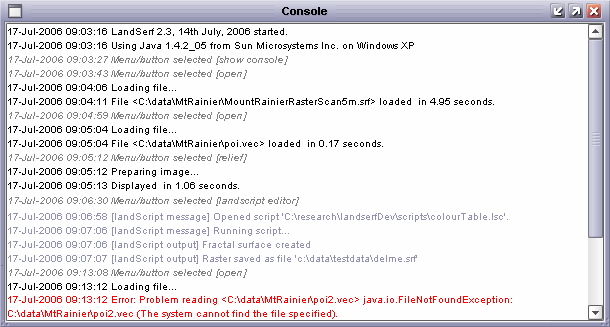 Console
17-Jul-2006 09:03:16 LandSerf 2.3, 14th July, 2006 started.
17-Jul-2006 09:03:16 Using Java 1.4.2_05 from Sun Microsystems Inc. on Windows XP
17-Jul-2006 09:03:27 Menu/button selected [show console]
17-Jul-2006 09:03:43 Menu/button selected [open]
17-Jul-2006 09:04:06 Loading file...
17-Jul-2006 09:04:11 File <C:\data\MtRainier\MountRainierRasterScan5m.srf> loaded in 4.95 seconds.
17-Jul-2006 09:04:59 Menu/button selected [open]
17-Jul-2006 09:05:04 Loading file...
17-Jul-2006 09:05:04 File <C:\data\MtRainier\poi.vec> loaded in 0.17 seconds.
17-Jul-2006 09:05:12 Menu/button selected [relief]
17-Jul-2006 09:05:12 Preparing image...
17-Jul-2006 09:05:13 Displayed in 1.06 seconds.
17-Jul-2006 09:06:30 Menu/button selected [landscript editor]
17-Jul-2006 09:06:58 [landScript message] Opened script 'C:\research\landserfDev\scripts\colourTable.lsc'.
17-Jul-2006 09:07:06 [landScript message] Running script...
17-Jul-2006 09:07:06 [landScript output] Fractal surface created
17-Jul-2006 09:07:07 [landScript output] Raster saved as file 'c:\data\testdata\delme.srf'
17-Jul-2006 09:13:08 Menu/button selected [open]
17-Jul-2006 09:13:12 Loading file...
17-Jul-2006 09:13:12 Error: Problem reading <C:\data\MtRainier\poi2.vec> java.io.FileNotFoundException:
C:\data\MtRainier\poi2.vec (The system cannot find the file specified).